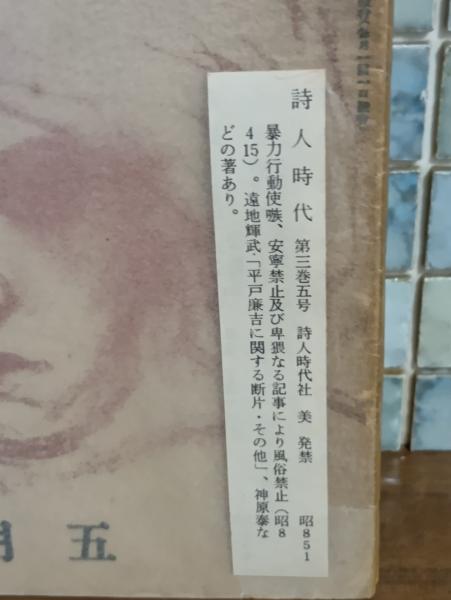 詩人時代 第三巻五号 詩人時代社 美 発禁 昭851
暴力行動使嗾、安寧禁止及び卑猥なる記事により風俗禁止(昭8
415)。遠地輝武・「平戸廉吉に関する断片・その他」、神原泰な
どの著あり。
五月